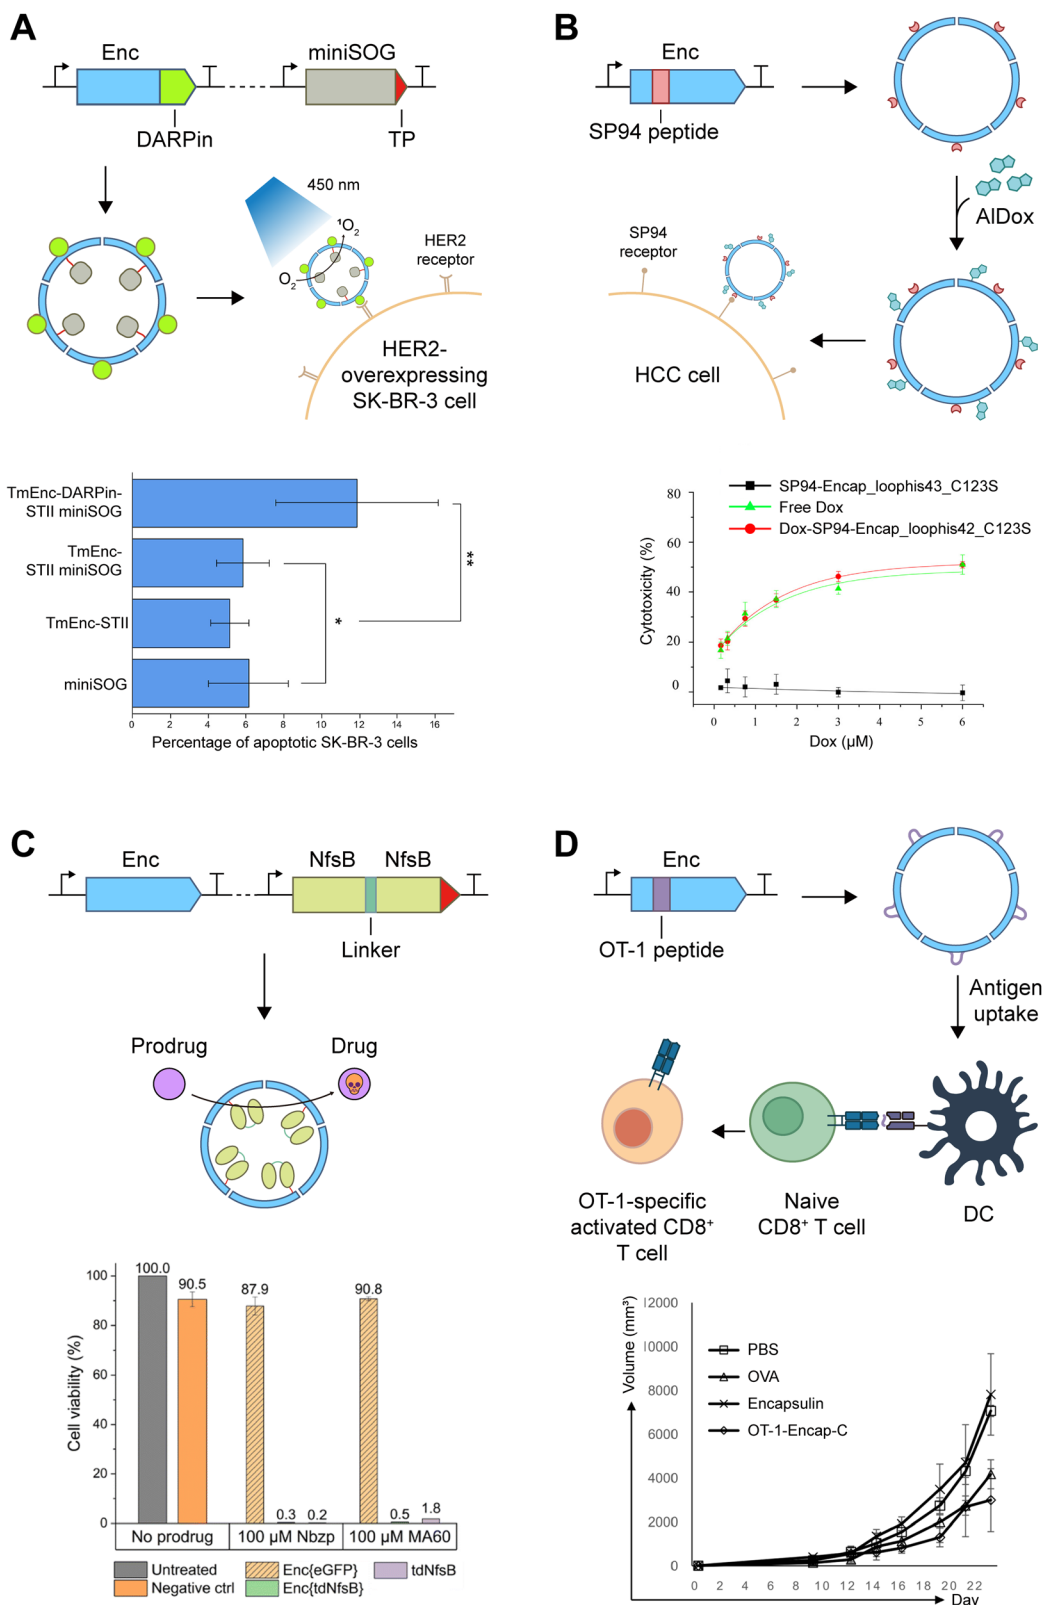 A
Enc
miniSOG
DARPin
TP
450 nm
¹O₂
O₂
HER2
receptor
HER2-
overexpressing
SK-BR-3 cell
TmEnc-DARPin-
STII miniSOG
TmEnc-
STII miniSOG
TmEnc-STII
miniSOG
**
*
0 2 4 6 8 10 12 14 16
Percentage of apoptotic SK-BR-3 cells
B
Enc
SP94 peptide
AlDox
SP94
receptor
HCC cell
SP94-Encap_loophis43_C123S
Free Dox
Dox-SP94-Encap_loophis42_C123S
80
60
40
20
0
Cytotoxicity (%)
0 1 2 3 4 5 6
Dox (µM)
C
Enc
NfsB NfsB
Linker
Prodrug
Drug
100
80
60
40
20
0
Cell viability (%)
100.0
90.5
87.9
0.3
0.2
90.8
0.5
1.8
No prodrug
100 µM Nbzp
100 µM MA60
Untreated
Negative ctrl
Enc{eGFP}
Enc{tdNfsB}
tdNfsB
D
Enc
OT-1 peptide
Antigen
uptake
OT-1-specific
activated CD8⁺
T cell
Naive
CD8⁺ T cell
DC
Volume (mm³)
12000
10000
8000
6000
4000
2000
0
PBS
OVA
Encapsulin
OT-1-Encap-C
0 2 4 6 8 10 12 14 16 18 20 22
Day